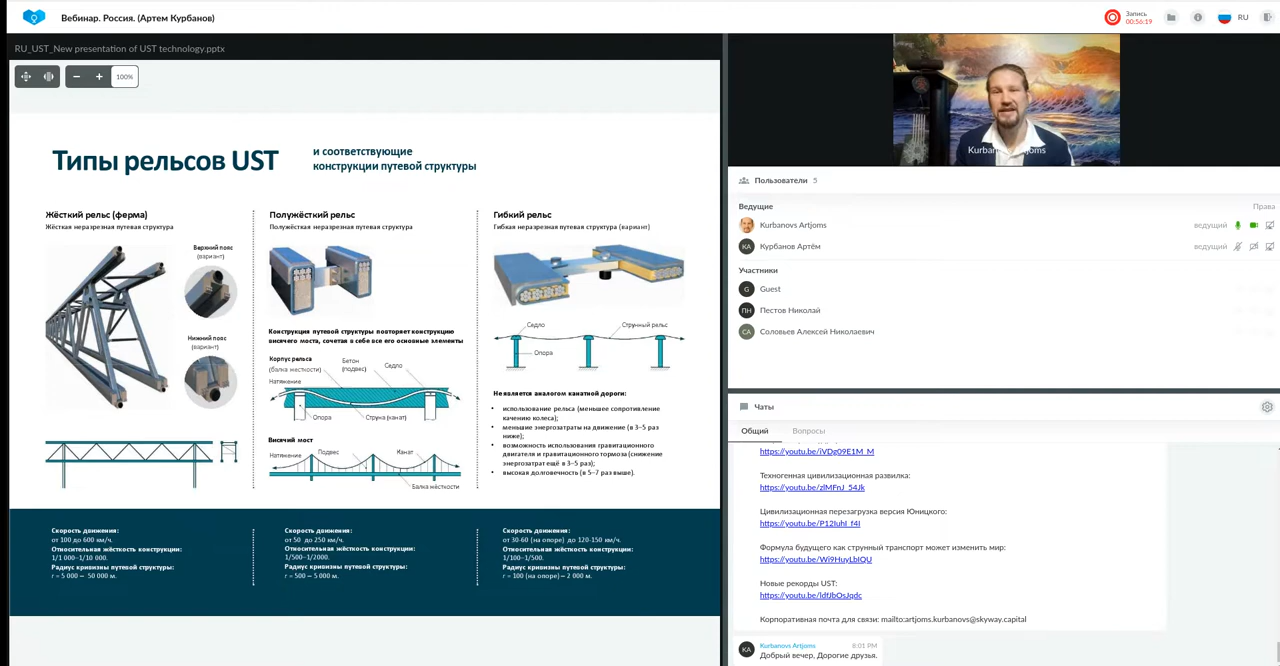 Вебинар. Россия. (Артем Курбанов)
Запись
00:56:19
RU
RU_UST_New presentation of UST technology.pptx
100%
Типы рельсов UST
и соответствующие
конструкции путевой структуры
Жёсткий рельс (ферма)
Жёсткая неразрезная путевая структура
Верхний пояс
(вариант)
Нижний пояс
(вариант)
Полужёсткий рельс
Полужёсткая неразрезная путевая структура
Конструкция путевой структуры повторяет конструкцию
висячего моста, сочетая в себе все его основные элементы
Корпус рельса
(балка жесткости)
Бетон
(подвес)
Седло
Натяжение
Опора
Струна (канат)
Висячий мост
Натяжение
Подвес
Канат
Балка жёсткости
Гибкий рельс
Гибкая неразрезная путевая структура (вариант)
Седло
Струнный рельс
Опора
Не является аналогом канатной дороги:
• использование рельса (меньшее сопротивление
качению колеса);
• меньшие энергозатраты на движение (в 3–5 раз
ниже);
• возможность использования гравитационного
двигателя и гравитационного тормоза (снижение
энергозатрат ещё в 3–5 раз);
• высокая долговечность (в 5–7 раз выше).
Скорость движения:
от 100 до 600 км/ч.
Относительная жёсткость конструкции:
1/1 000–1/10 000.
Радиус кривизны путевой структуры:
r = 5 000 – 50 000 м.
Скорость движения:
от 50 до 250 км/ч.
Относительная жёсткость конструкции:
1/500–1/2000.
Радиус кривизны путевой структуры:
r = 500 – 5 000 м.
Скорость движения:
от 30-60 (на опоре) до 120-150 км/ч.
Относительная жёсткость конструкции:
1/100–1/500.
Радиус кривизны путевой структуры:
r = 100 (на опоре) – 2 000 м.
Kurbanovs Artjoms
Пользователи 5
Ведущие
Права
Kurbanovs Artjoms
ведущий
KA
Курбанов Артём
ведущий
Участники
G
Guest
ПН
Пестов Николай
СА
Соловьев Алексей Николаевич
Чаты
Общий
Вопросы
https://youtu.be/iVDg09E1M_M
Техногенная цивилизационная развилка:
https://youtu.be/zlMFnJ_54Jk
Цивилизационная перезагрузка версия Юницкого:
https://youtu.be/P12IuhI_f4I
Формула будущего как струнный транспорт может изменить мир:
https://youtu.be/Wi9HuyLbIQU
Новые рекорды UST:
https://youtu.be/ldfJbOsJqdc
Корпоративная почта для связи: mailto:artjoms.kurbanovs@skyway.capital
KA
Kurbanovs Artjoms
8:01 PM
Добрый вечер, Дорогие друзья.